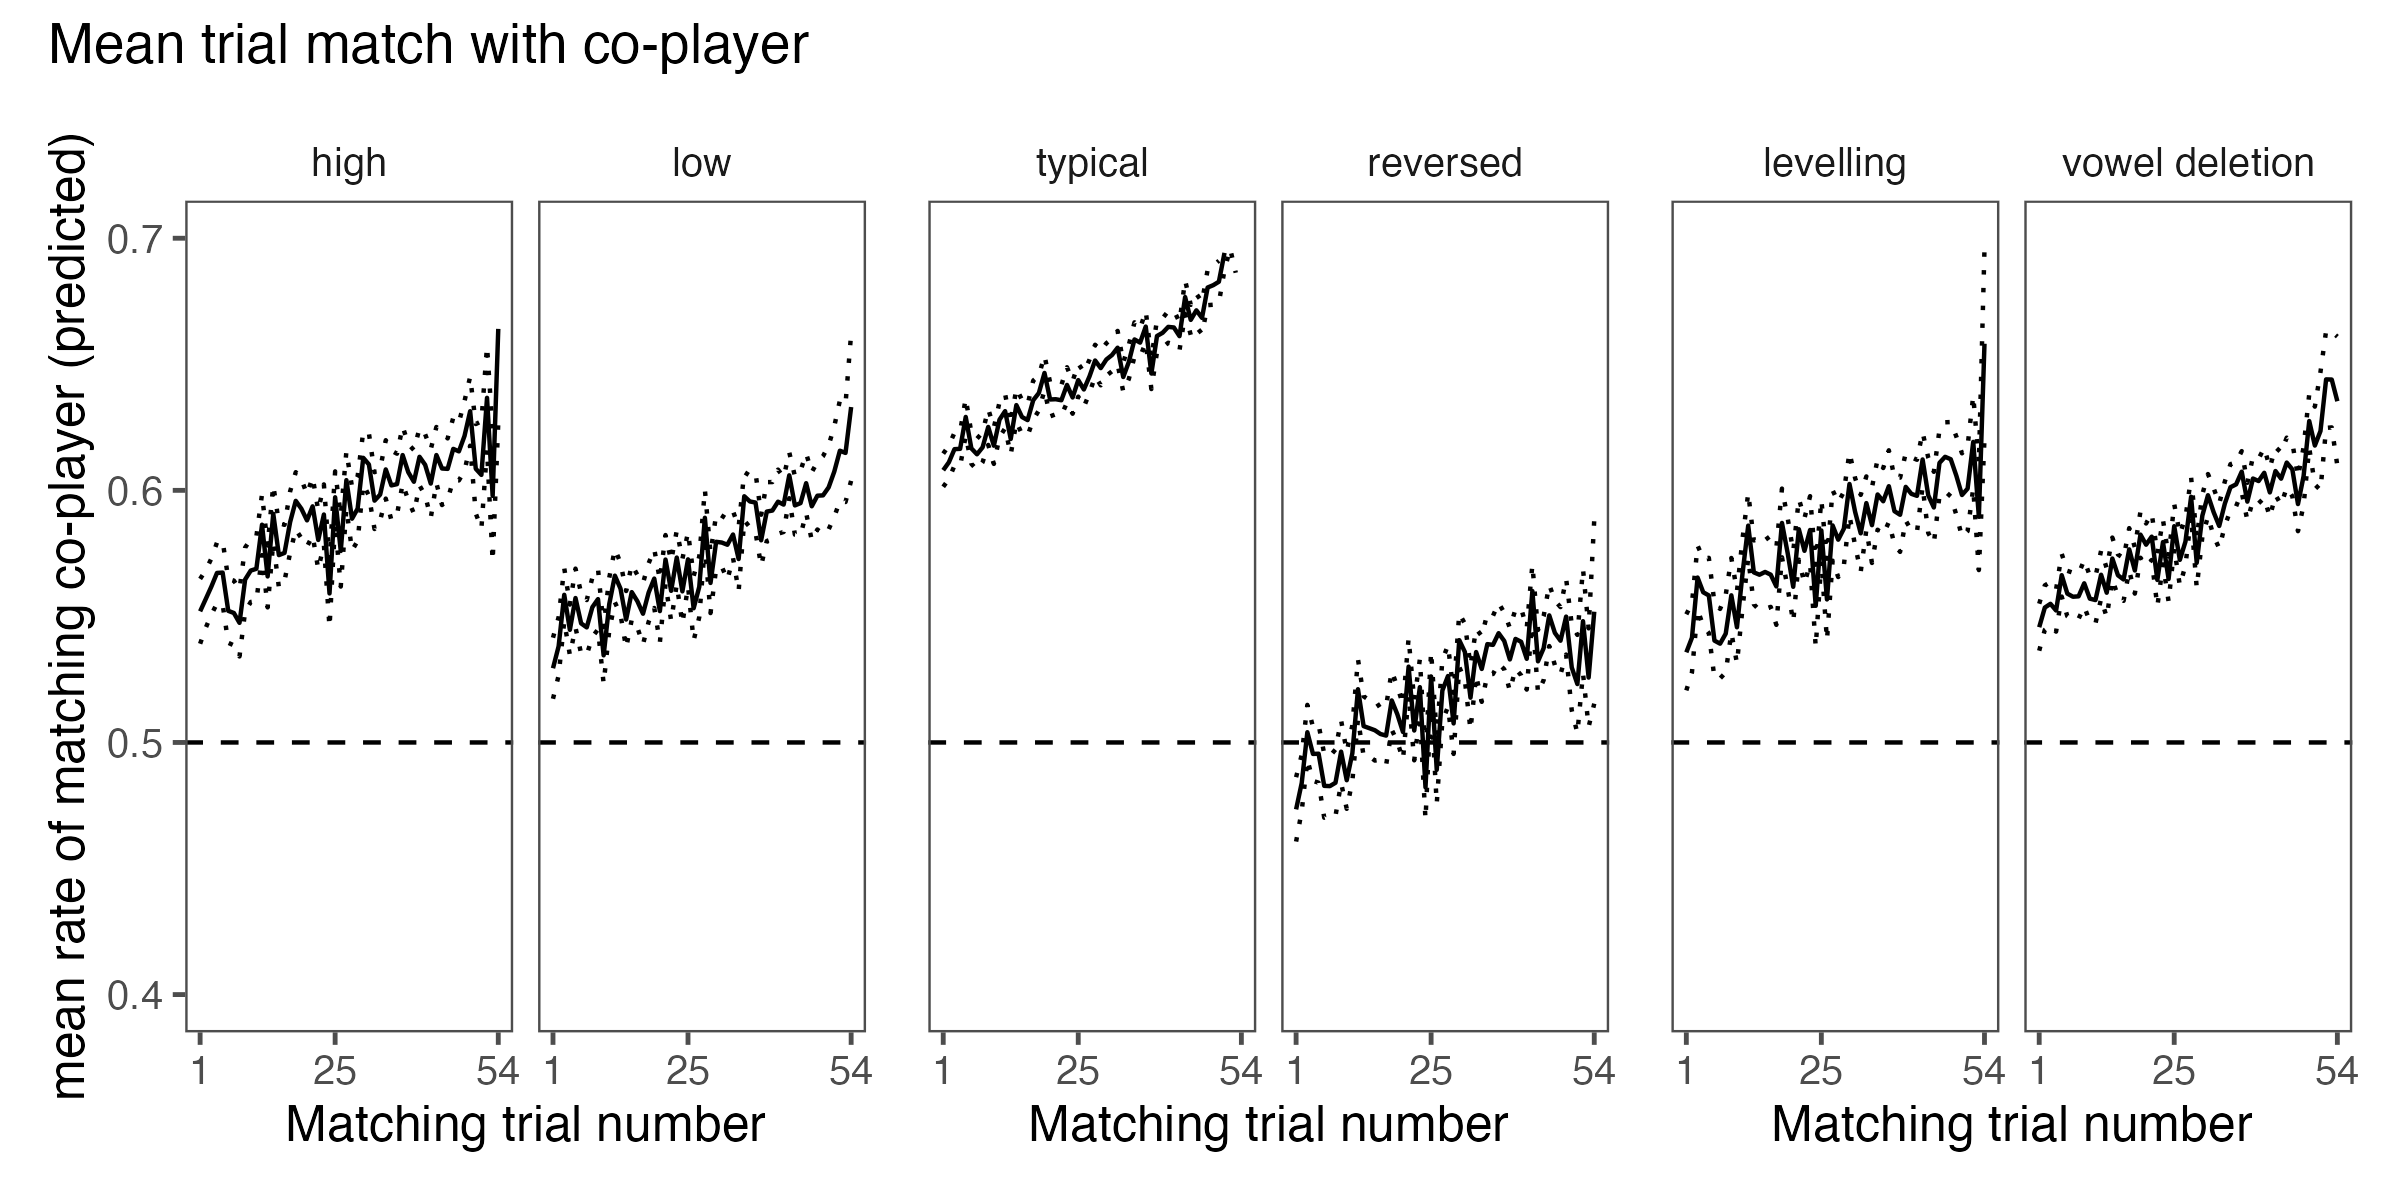 Mean trial match with co-player
mean rate of matching co-player (predicted)
high low typical reversed levelling vowel deletion
0.7
0.6
0.5
0.4
1 25 54 1 25 54 1 25 54 1 25 54 1 25 54 1 25 54
Matching trial number Matching trial number Matching trial number